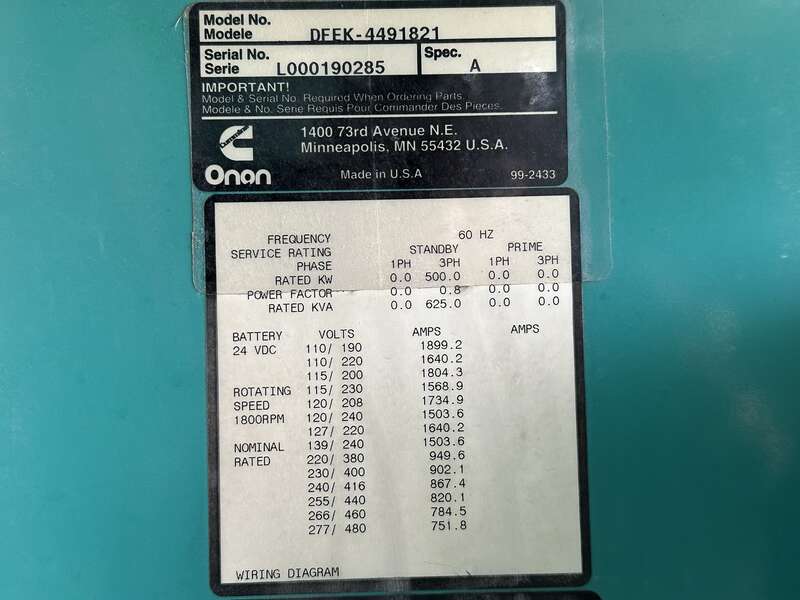 Model No.
Modele DFEK-4491821
Serial No. Spec.
Serie L000190285 A
IMPORTANT!
Model & Serial No. Required When Ordering Parts.
Modele & No. Serie Requis Pour Commander Des Pieces.
Cummins
1400 73rd Avenue N.E.
Minneapolis, MN 55432 U.S.A.
Onan Made in U.S.A 99-2433
FREQUENCY 60 HZ
SERVICE RATING STANDBY PRIME
PHASE 1PH 3PH 1PH 3PH
RATED KW 0.0 500.0 0.0 0.0
POWER FACTOR 0.0 0.8 0.0 0.0
RATED KVA 0.0 625.0 0.0 0.0
BATTERY VOLTS AMPS AMPS
24 VDC 110/ 190 1899.2
110/ 220 1640.2
115/ 200 1804.3
ROTATING 115/ 230 1568.9
SPEED 120/ 208 1734.9
1800RPM 120/ 240 1503.6
127/ 220 1640.2
NOMINAL 139/ 240 1503.6
RATED 220/ 380 949.6
230/ 400 902.1
240/ 416 867.4
255/ 440 820.1
266/ 460 784.5
277/ 480 751.8
WIRING DIAGRAM